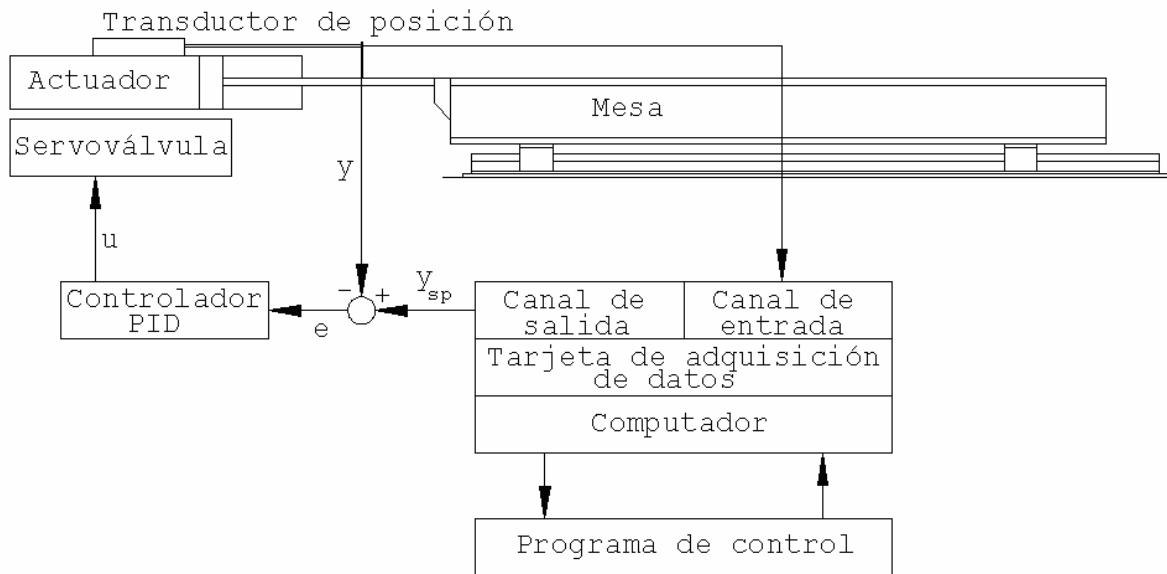 Transductor de posición
Actuador
Mesa
Servoválvula
y
u
Controlador
PID
e
-
+
y
sp
Canal de
salida
Canal de
entrada
Tarjeta de adquisición
de datos
Computador
Programa de control